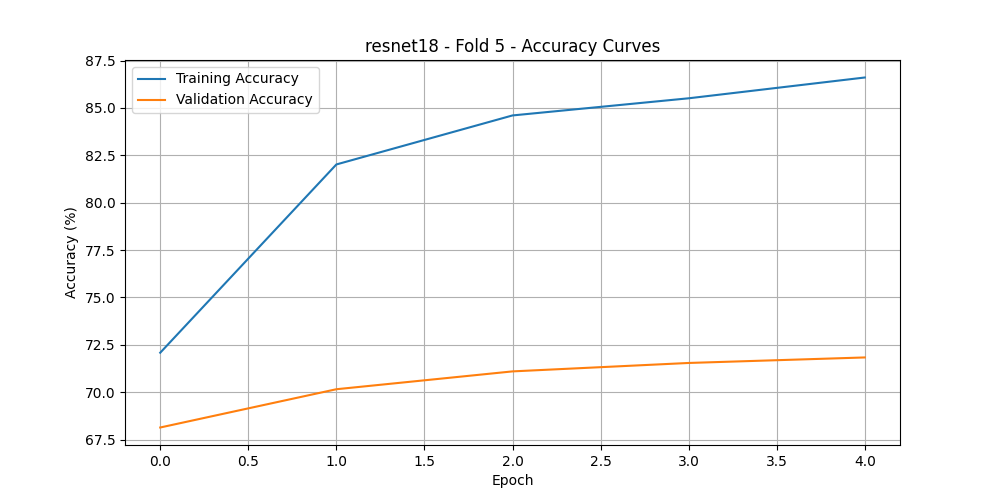 resnet18 - Fold 5 - Accuracy Curves
Training Accuracy
Validation Accuracy
Accuracy (%)
87.5
85.0
82.5
80.0
77.5
75.0
72.5
70.0
67.5
0.0 0.5 1.0 1.5 2.0 2.5 3.0 3.5 4.0
Epoch